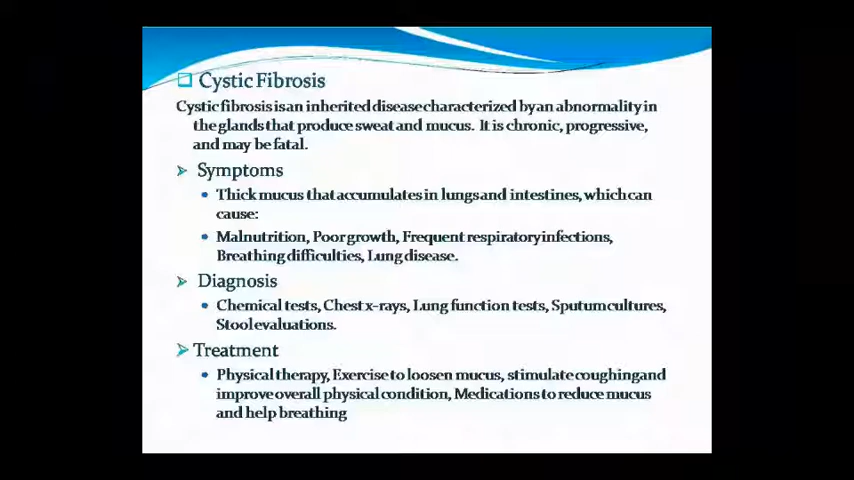 Cystic Fibrosis
Cystic fibrosis is an inherited disease characterized by an abnormality in
the glands that produce sweat and mucus. It is chronic, progressive,
and may be fatal.
Symptoms
Thick mucus that accumulates in lungs and intestines, which can
cause:
Malnutrition, Poor growth, Frequent respiratory infections,
Breathing difficulties, Lung disease.
Diagnosis
Chemical tests, Chest x-rays, Lung function tests, Sputum cultures,
Stool evaluations.
Treatment
Physical therapy, Exercise to loosen mucus, stimulate coughing and
improve overall physical condition, Medications to reduce mucus
and help breathing